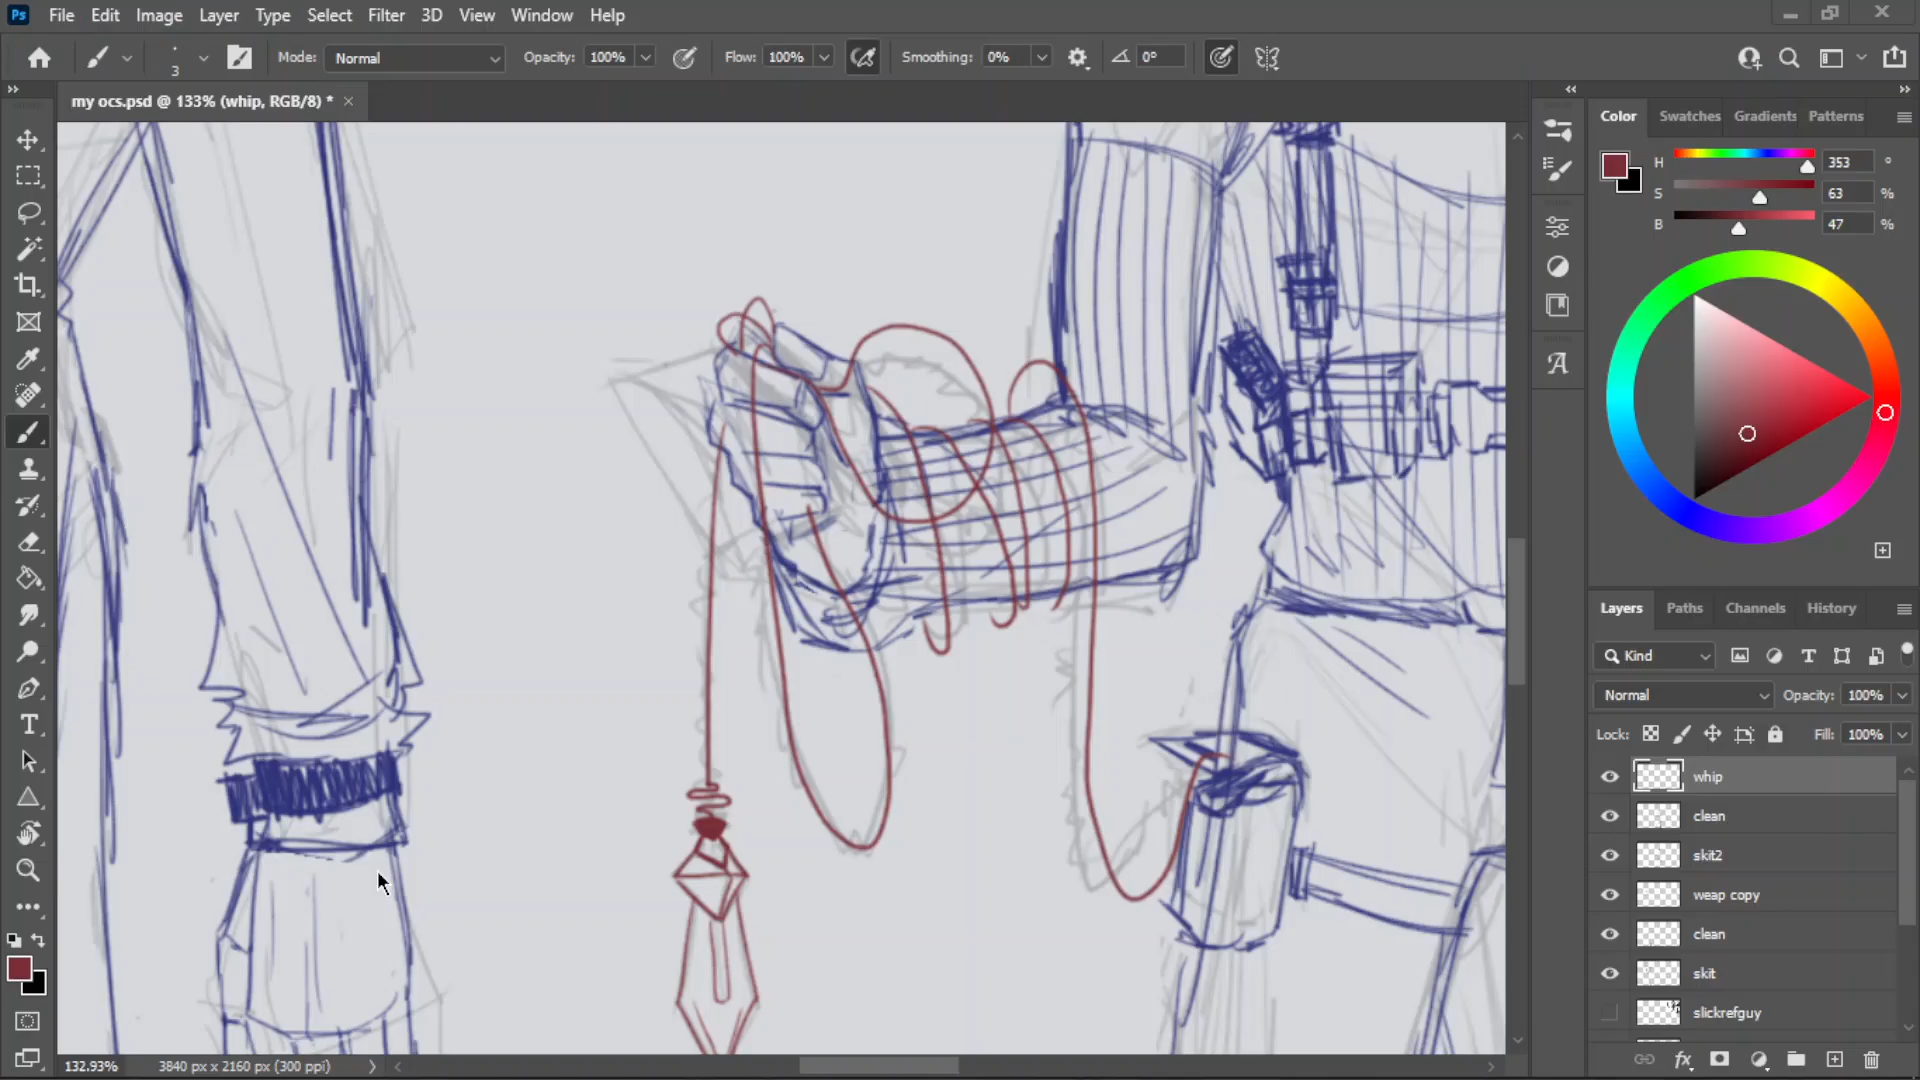 Ps File Edit Image Layer Type Select Filter 3D View Window Help
3 Mode: Normal Opacity: 100% Flow: 100% Smoothing: 0% 0°
my ocs.psd @ 133% (whip, RGB/8) * ×
Color Swatches Gradients Patterns
H 353 °
S 63 %
B 47 %
Layers Paths Channels History
Kind
Normal Opacity: 100%
Lock: Fill: 100%
whip
clean
skit2
weap copy
clean
skit
slickrefguy
fx
132.93% 3840 px x 2160 px (300 ppi)